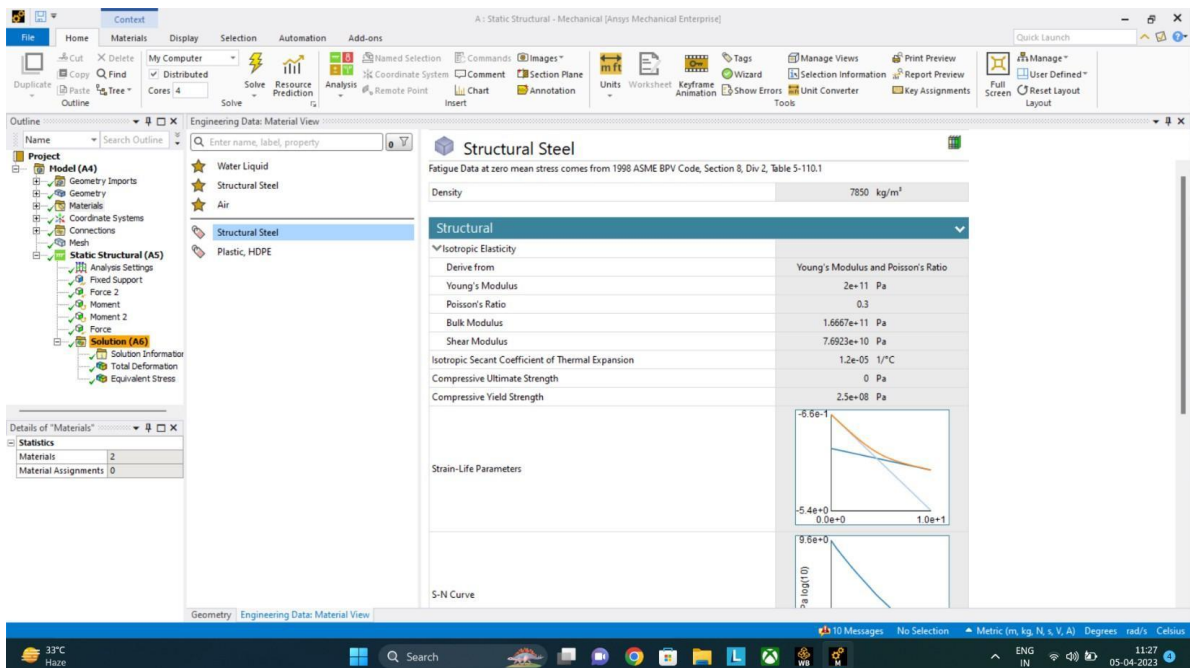 Context
A : Static Structural - Mechanical [Ansys Mechanical Enterprise]
File Home Materials Display Selection Automation Add-ons Quick Launch
Duplicate Cut Copy Paste Delete Find Tree Outline
My Computer Distributed Cores 4 Solve Resource Prediction Solve
Analysis Named Selection Coordinate System Remote Point Commands Comment Chart Images Section Plane Annotation Insert
Units Worksheet Keyframe Animation Tags Wizard Show Errors Manage Views Selection Information Unit Converter Print Preview Report Preview Key Assignments Tools
Full Screen Manage User Defined Reset Layout Layout
Outline
Name Search Outline
Project
Model (A4)
Geometry Imports
Geometry
Materials
Coordinate Systems
Connections
Mesh
Static Structural (A5)
Analysis Settings
Fixed Support
Force 2
Moment
Moment 2
Force
Solution (A6)
Solution Information
Total Deformation
Equivalent Stress
Details of "Materials"
Statistics
Materials 2
Material Assignments 0
Engineering Data: Material View
Enter name, label, property 0
Water Liquid
Structural Steel
Air
Structural Steel
Plastic, HDPE
Structural Steel
Fatigue Data at zero mean stress comes from 1998 ASME BPV Code, Section 8, Div 2, Table 5-110.1
Density 7850 kg/m³
Structural
Isotropic Elasticity
Derive from Young's Modulus and Poisson's Ratio
Young's Modulus 2e+11 Pa
Poisson's Ratio 0.3
Bulk Modulus 1.6667e+11 Pa
Shear Modulus 7.6923e+10 Pa
Isotropic Secant Coefficient of Thermal Expansion 1.2e-05 1/°C
Compressive Ultimate Strength 0 Pa
Compressive Yield Strength 2.5e+08 Pa
Strain-Life Parameters
-6.6e-1
-5.4e+0
0.0e+0 1.0e+1
S-N Curve
9.6e+0
Pa log(10)
Geometry Engineering Data: Material View
10 Messages No Selection Metric (m, kg, N, s, V, A) Degrees rad/s Celsius
33°C
Haze
Search
WB M
ENG
IN
11:27
05-04-2023
4